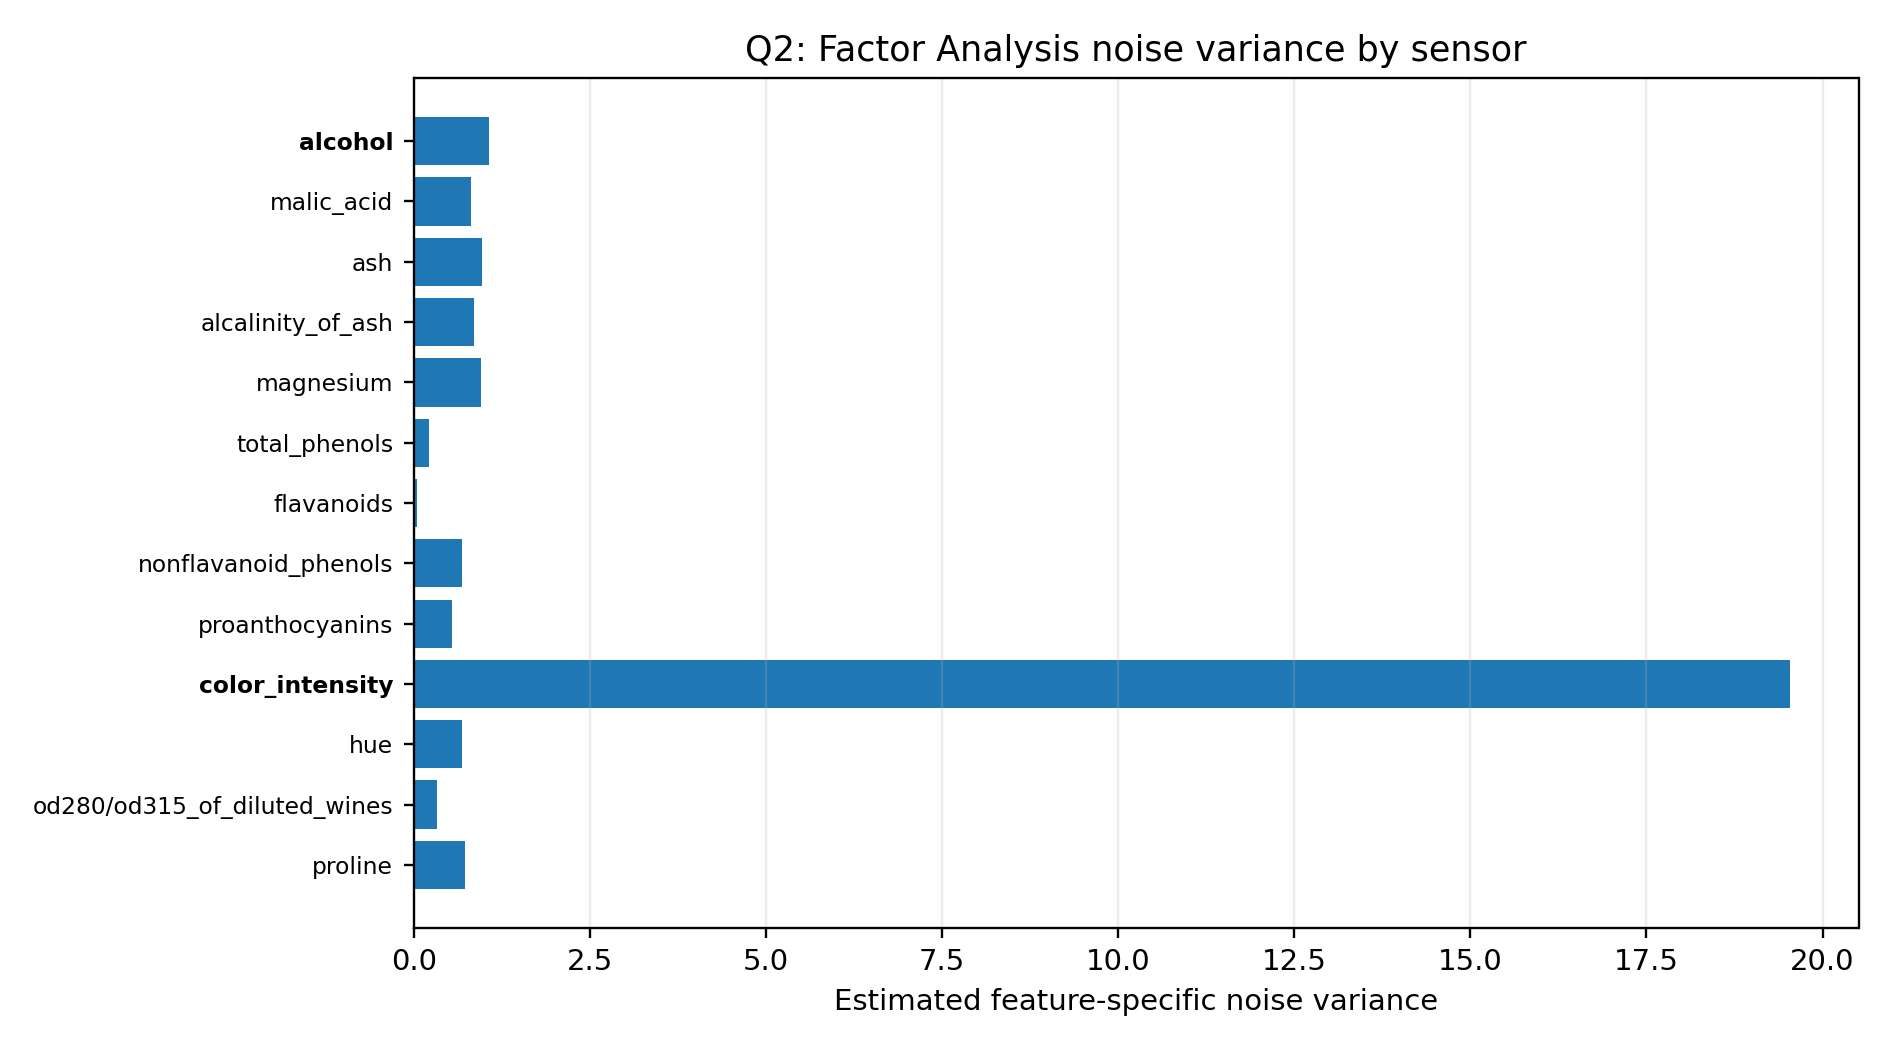 Q2: Factor Analysis noise variance by sensor
alcohol
malic_acid
ash
alcalinity_of_ash
magnesium
total_phenols
flavanoids
nonflavanoid_phenols
proanthocyanins
color_intensity
hue
od280/od315_of_diluted_wines
proline
0.0 2.5 5.0 7.5 10.0 12.5 15.0 17.5 20.0
Estimated feature-specific noise variance